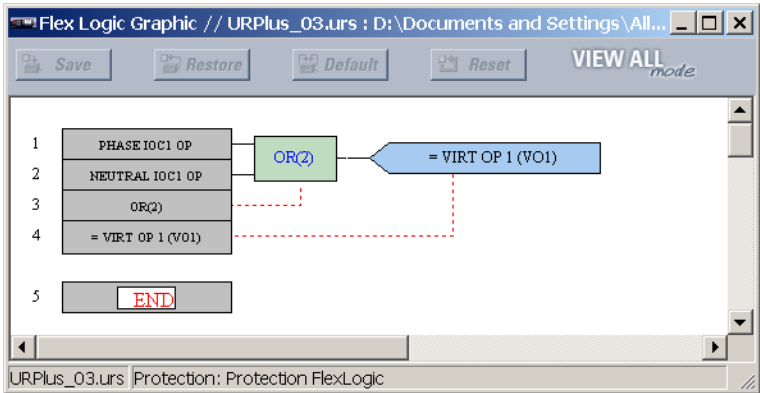 Flex Logic Graphic // URPlus_03.urs : D:\Documents and Settings\All...
Save Restore Default Reset VIEW ALL mode
1 PHASE IOC1 OP
OR(2) = VIRT OP 1 (VO1)
2 NEUTRAL IOC1 OP
3 OR(2)
4 = VIRT OP 1 (VO1)
5 END
URPlus_03.urs Protection: Protection FlexLogic